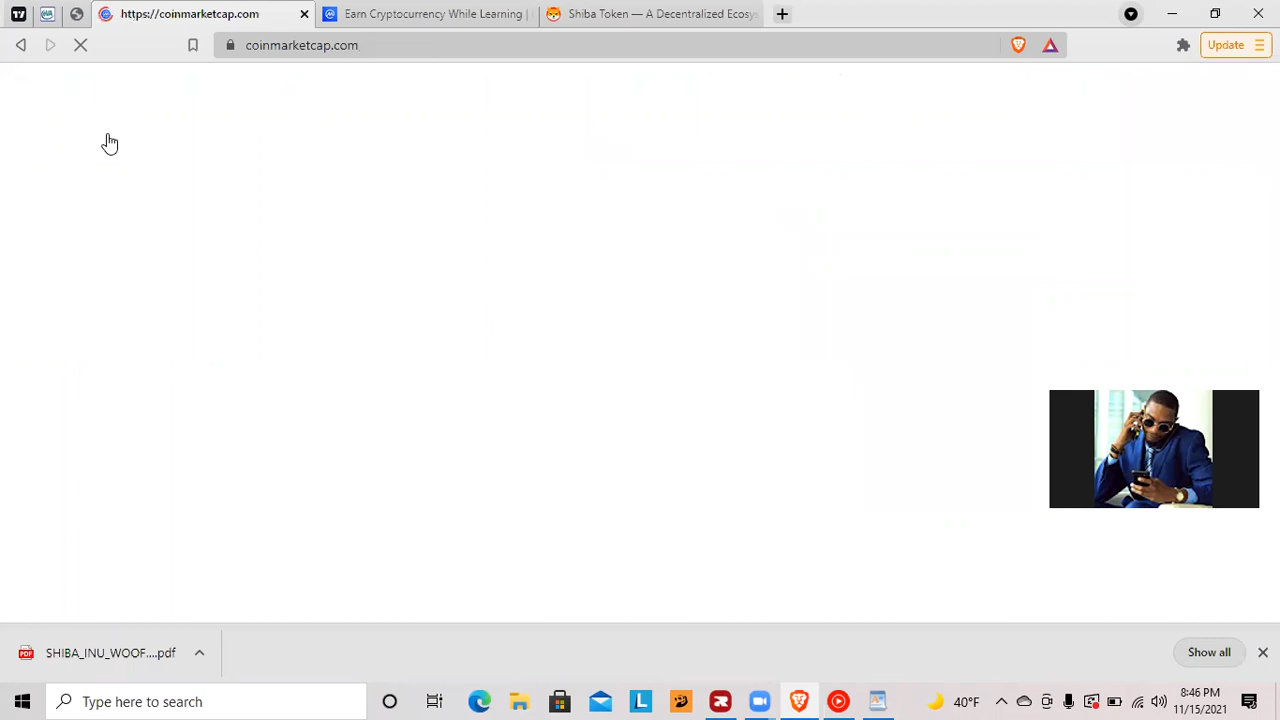 https://coinmarketcap.com
Earn Cryptocurrency While Learning |
Shiba Token — A Decentralized Ecosy
coinmarketcap.com
Update
SHIBA_INU_WOOF....pdf
Show all
Type here to search
40°F
8:46 PM
11/15/2021